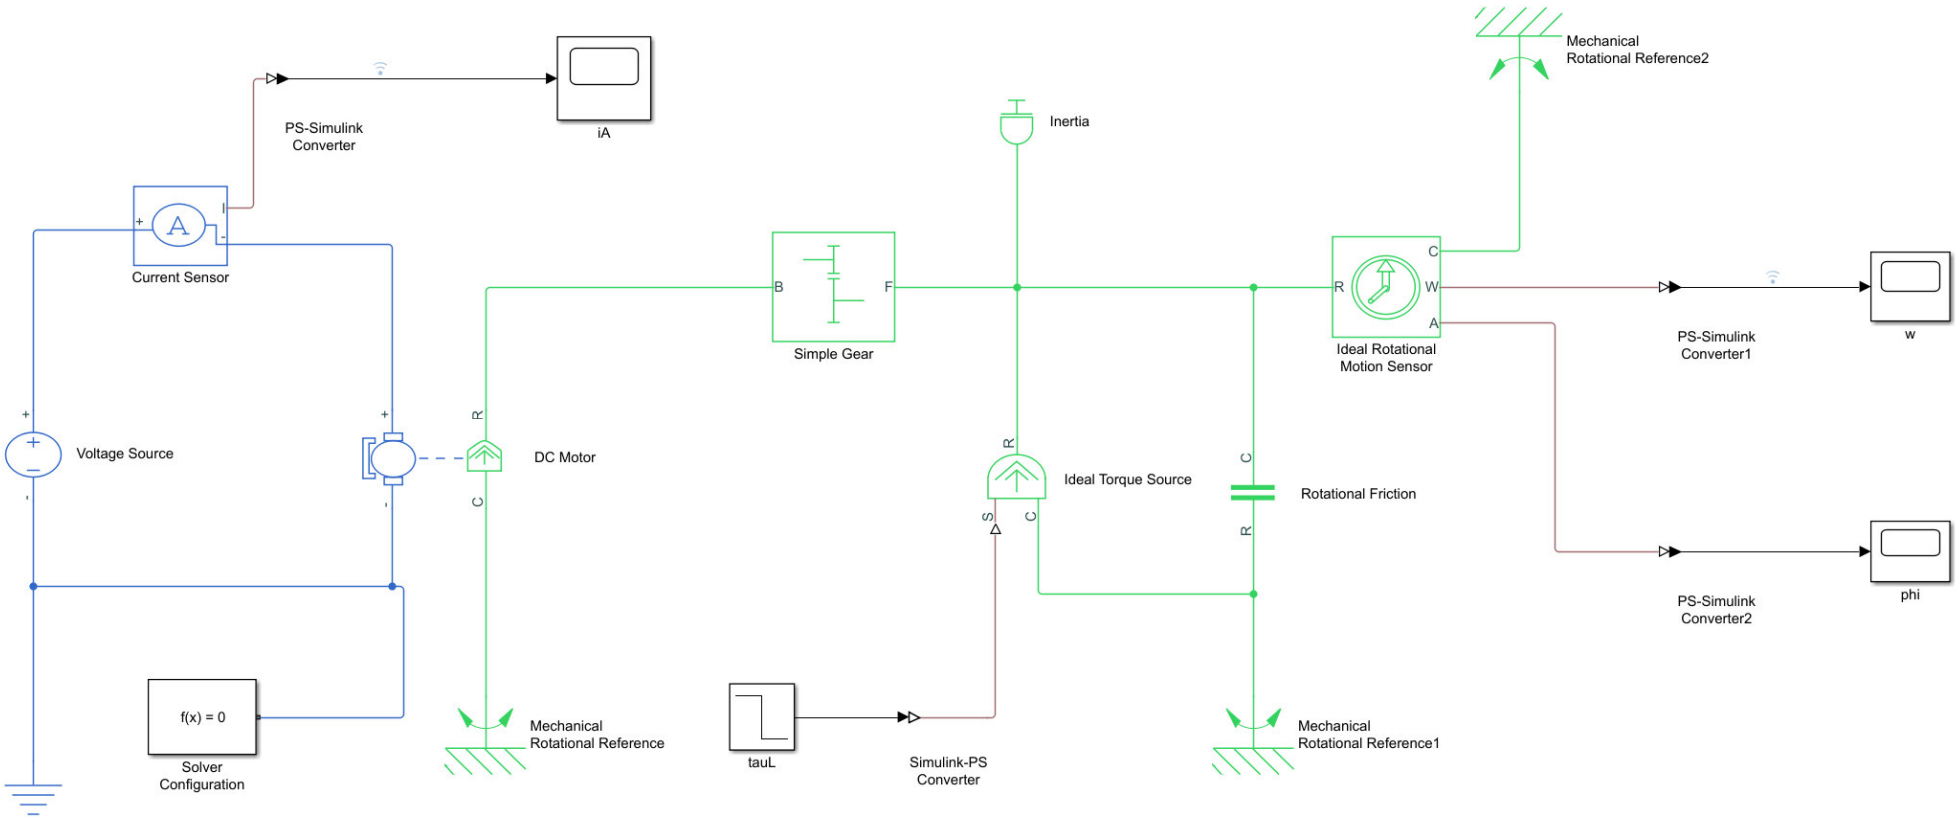 Mechanical
Rotational Reference2
PS-Simulink
Converter
iA
Inertia
+
A
I
-
Current Sensor
C
B
F
R
W
A
Simple Gear
Ideal Rotational
Motion Sensor
PS-Simulink
Converter1
w
+
+
R
Voltage Source
DC Motor
-
-
C
R
Ideal Torque Source
S
C
C
Rotational Friction
R
PS-Simulink
Converter2
phi
f(x) = 0
Solver
Configuration
Mechanical
Rotational Reference
tauL
Simulink-PS
Converter
Mechanical
Rotational Reference1